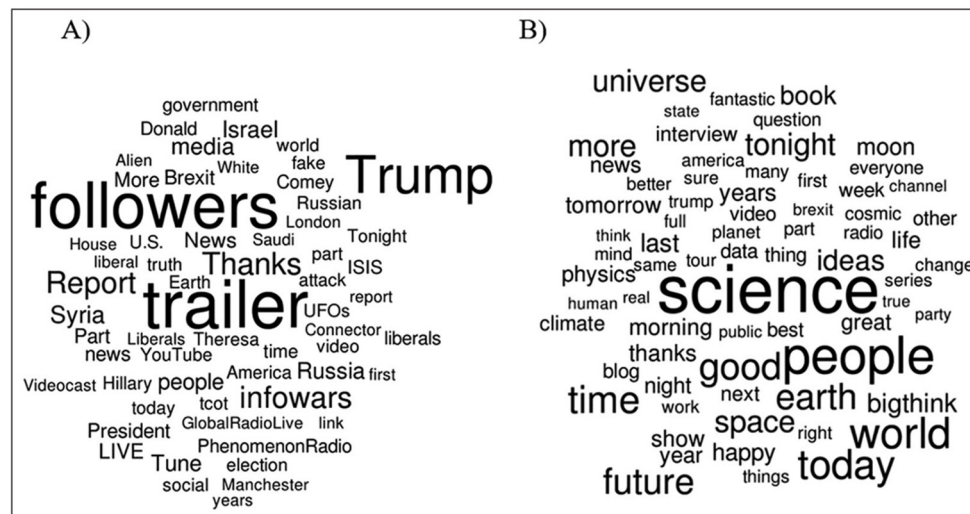 A)
B)
government
Donald Israel
media world
Alien White fake
More Brexit Comey
Trump
followers
Russian
London
House U.S. News Saudi Tonight
liberal truth Thanks part ISIS
Report Earth attack
trailer
report
UFOs
Syria
Connector liberals
Part Liberals Theresa video
news YouTube time
America Russia first
Videocast Hillary people
infowars
today tcot
GlobalRadioLive link
President
PhenomenonRadio
LIVE
Tune election
social Manchester
years
universe
state fantastic book
question
interview tonight
more moon
news america many everyone
better sure years first week channel
tomorrow trump video brexit cosmic other
full planet part radio
think last data thing life
mind same tour ideas change
physics
science
series
human real true
party
climate morning public best great
thanks good people
blog night
time work next earth bigthink
space right world
show
year happy today
future things